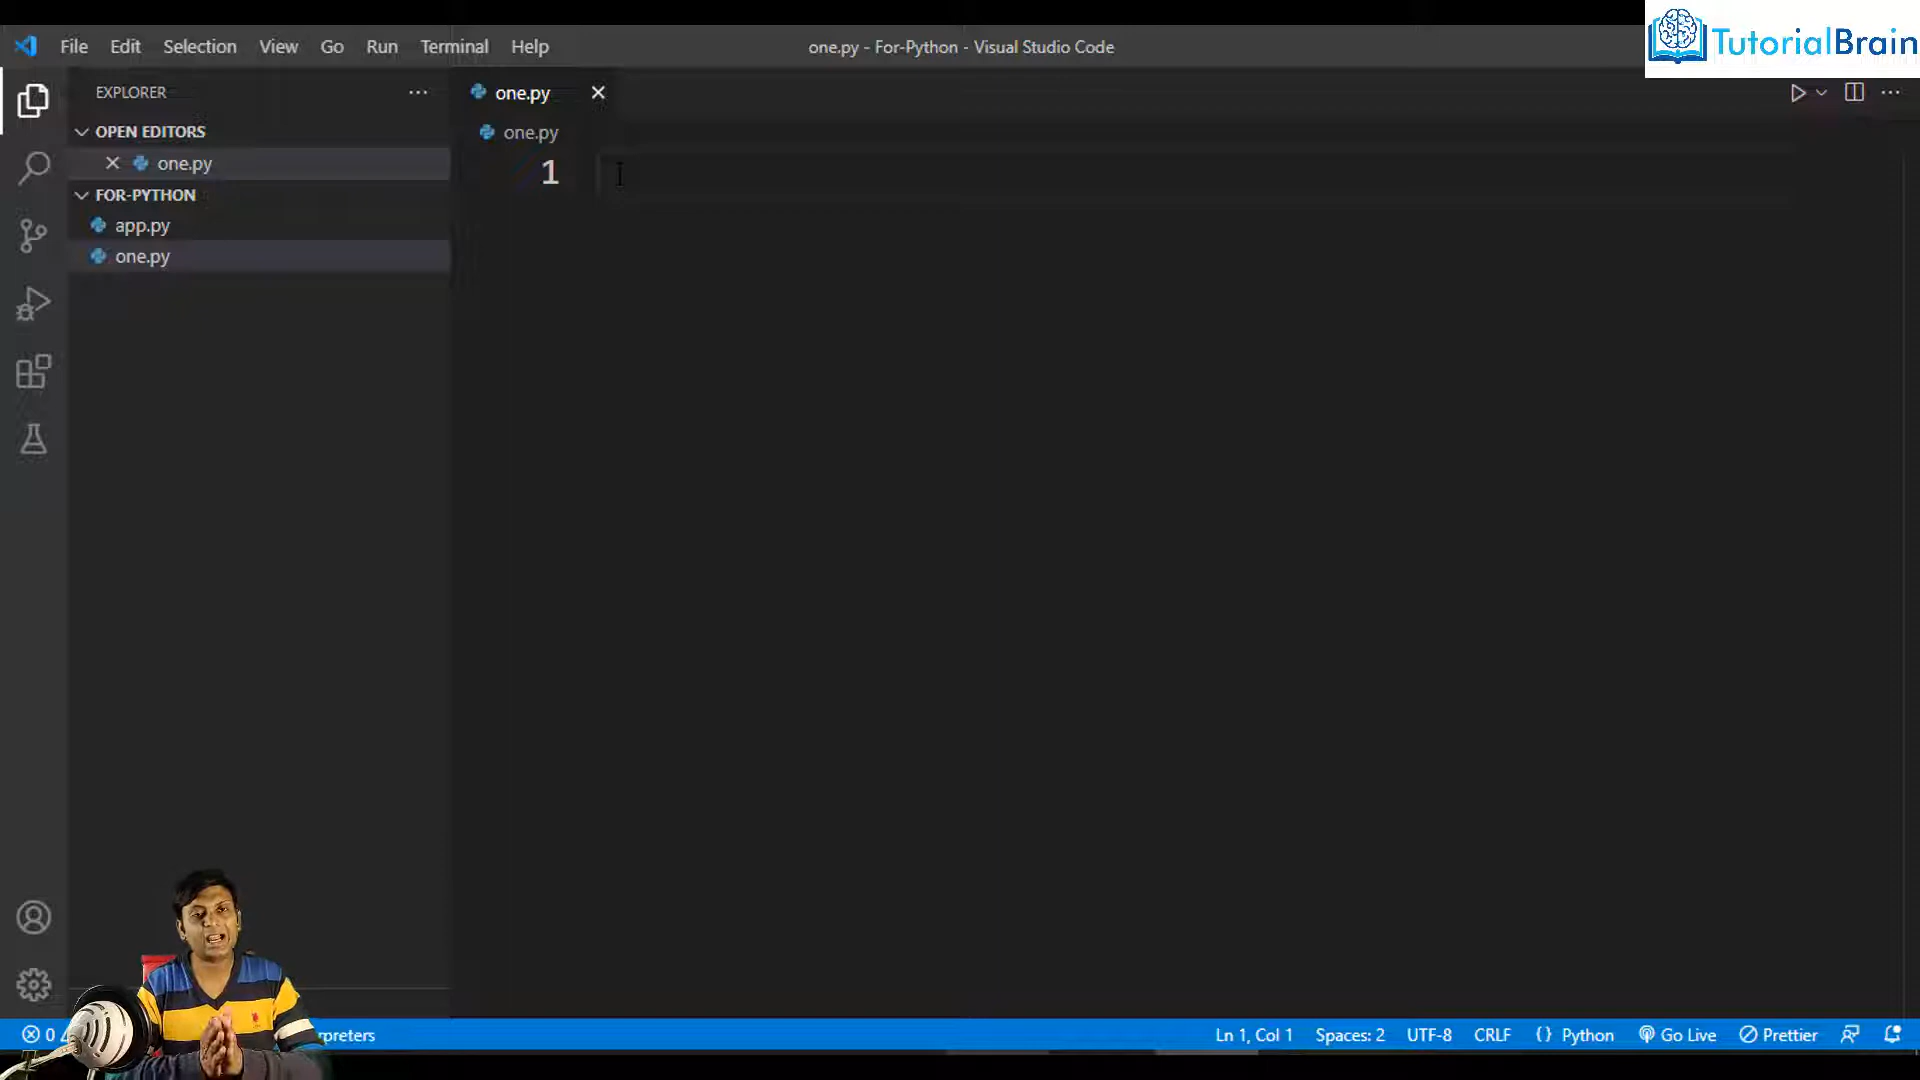 File Edit Selection View Go Run Terminal Help
one.py - For-Python - Visual Studio Code
TutorialBrain
EXPLORER
one.py
OPEN EDITORS
one.py
one.py
1
FOR-PYTHON
app.py
one.py
0
rpreters
Ln 1, Col 1 Spaces: 2 UTF-8 CRLF {} Python Go Live Prettier